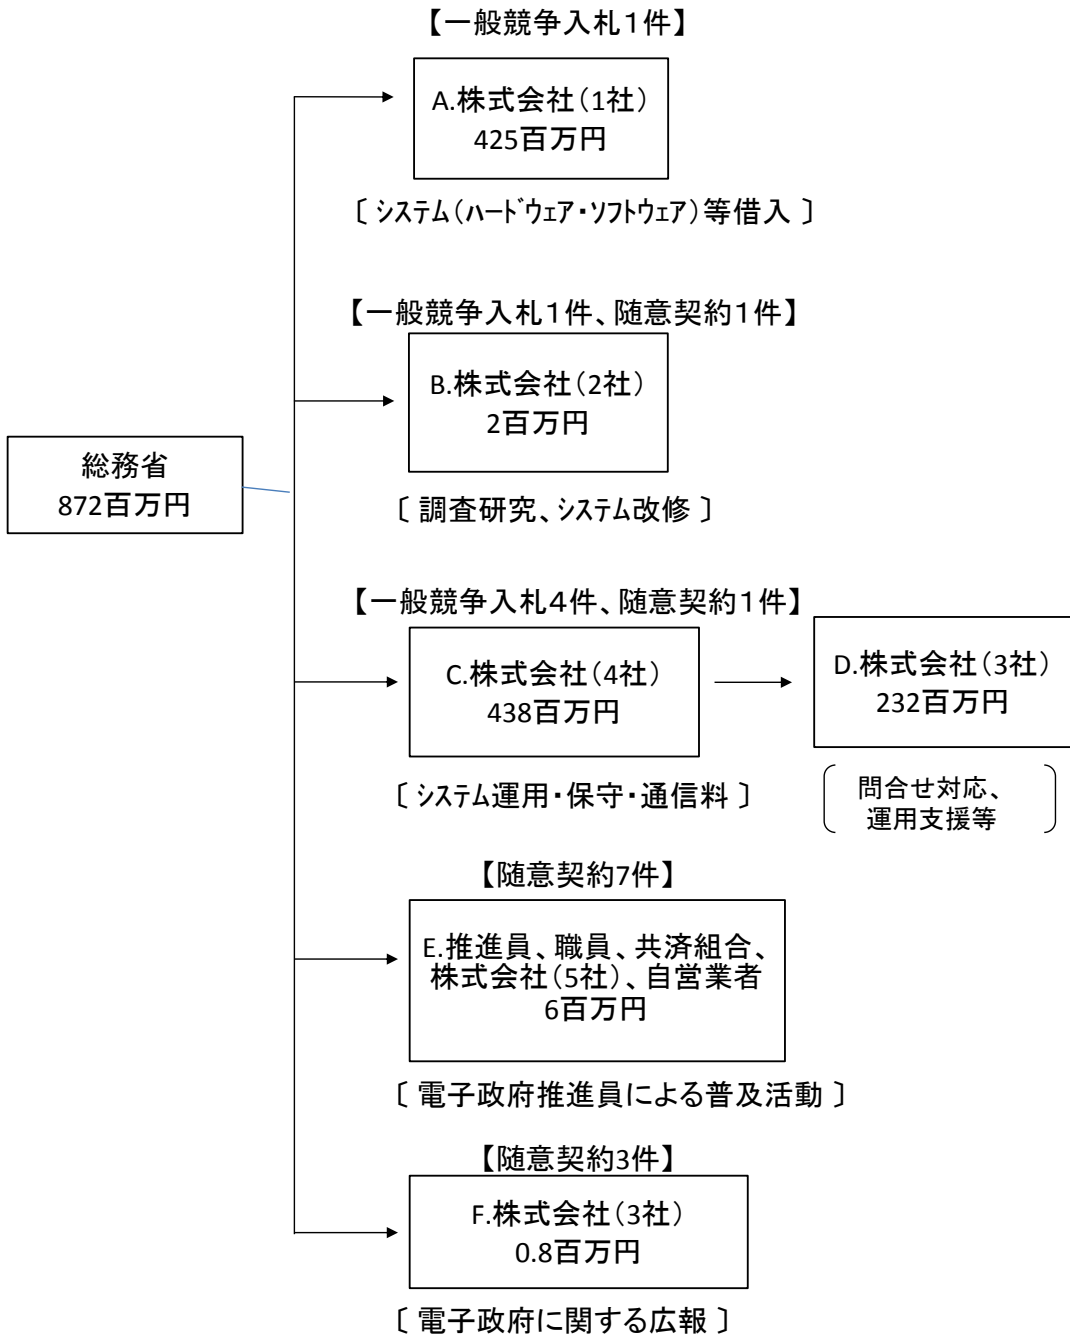 【一般競争入札１件】
A.株式会社（1社）
425百万円
〔 システム（ハードウェア・ソフトウェア）等借入 〕
【一般競争入札１件、随意契約１件】
B.株式会社（2社）
2百万円
〔 調査研究、システム改修 〕
総務省
872百万円
【一般競争入札４件、随意契約１件】
C.株式会社（4社）
438百万円
〔 システム運用・保守・通信料 〕
D.株式会社（3社）
232百万円
問合せ対応、
運用支援等
【随意契約7件】
E.推進員、職員、共済組合、
株式会社（5社）、自営業者
6百万円
〔 電子政府推進員による普及活動 〕
【随意契約3件】
F.株式会社（3社）
0.8百万円
〔 電子政府に関する広報 〕